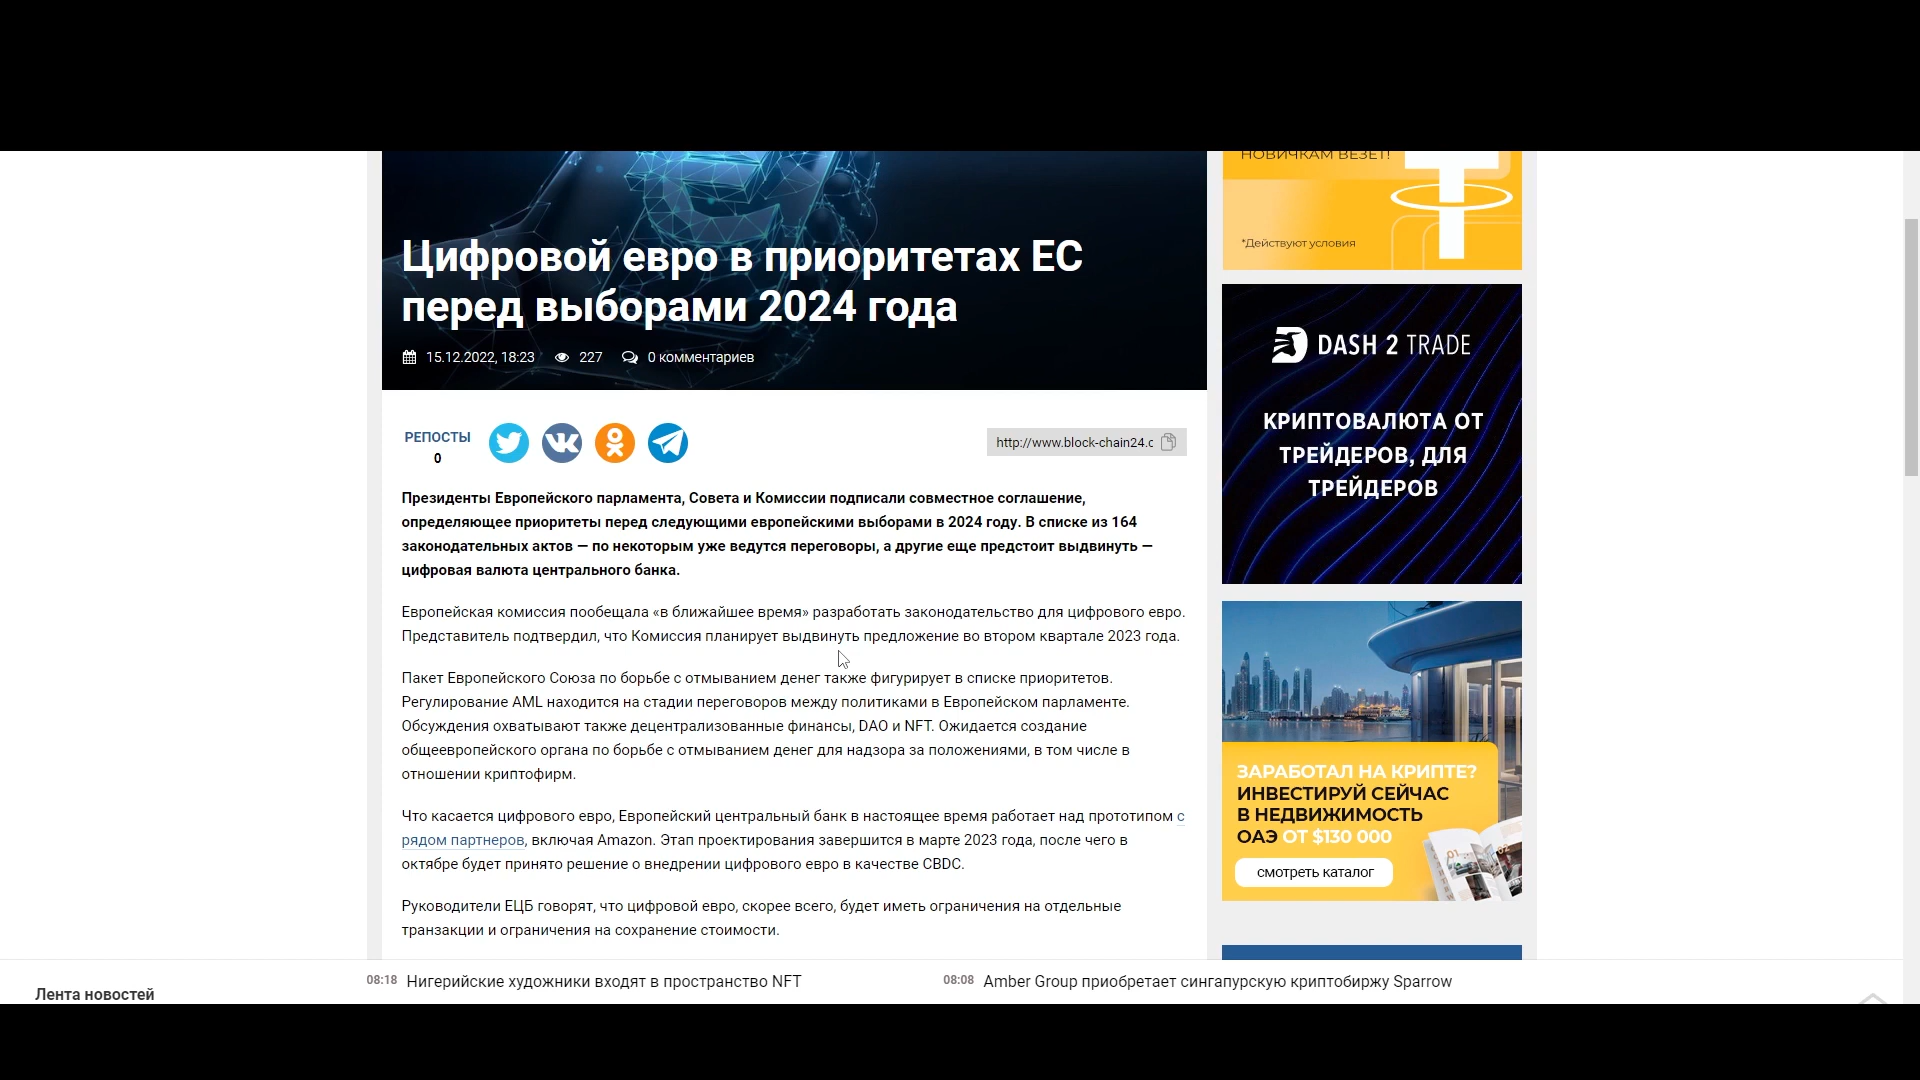 НОВИЧКАМ ВЕЗЕТ!
*Действуют условия
Цифровой евро в приоритетах ЕС
перед выборами 2024 года
15.12.2022, 18:23 227 0 комментариев
РЕПОСТЫ
0
http://www.block-chain24.c
Президенты Европейского парламента, Совета и Комиссии подписали совместное соглашение,
определяющее приоритеты перед следующими европейскими выборами в 2024 году. В списке из 164
законодательных актов — по некоторым уже ведутся переговоры, а другие еще предстоит выдвинуть —
цифровая валюта центрального банка.
Европейская комиссия пообещала «в ближайшее время» разработать законодательство для цифрового евро.
Представитель подтвердил, что Комиссия планирует выдвинуть предложение во втором квартале 2023 года.
Пакет Европейского Союза по борьбе с отмыванием денег также фигурирует в списке приоритетов.
Регулирование AML находится на стадии переговоров между политиками в Европейском парламенте.
Обсуждения охватывают также децентрализованные финансы, DAO и NFT. Ожидается создание
общеевропейского органа по борьбе с отмыванием денег для надзора за положениями, в том числе в
отношении криптофирм.
Что касается цифрового евро, Европейский центральный банк в настоящее время работает над прототипом с
рядом партнеров, включая Amazon. Этап проектирования завершится в марте 2023 года, после чего в
октябре будет принято решение о внедрении цифрового евро в качестве CBDC.
Руководители ЕЦБ говорят, что цифровой евро, скорее всего, будет иметь ограничения на отдельные
транзакции и ограничения на сохранение стоимости.
DASH 2 TRADE
КРИПТОВАЛЮТА ОТ
ТРЕЙДЕРОВ, ДЛЯ
ТРЕЙДЕРОВ
ЗАРАБОТАЛ НА КРИПТЕ?
ИНВЕСТИРУЙ СЕЙЧАС
В НЕДВИЖИМОСТЬ
ОАЭ ОТ $130 000
смотреть каталог
01
02
Лента новостей
08:18 Нигерийские художники входят в пространство NFT
08:08 Amber Group приобретает сингапурскую криптобиржу Sparrow